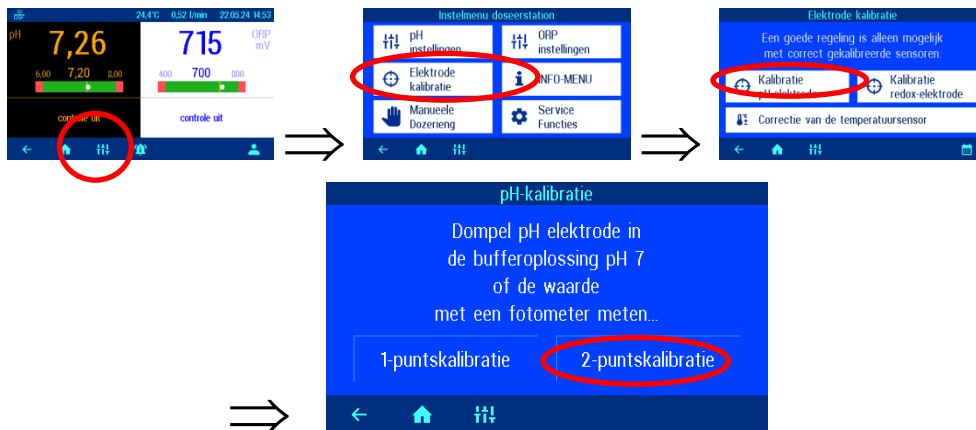 24,4°C 0,52 l/min 22.05.24 14:53
pH 7,26 715 ORP mV
6,00 7,20 8,00 400 700 800
controle uit controle uit
Instelmenu doseerstation
pH instellingen
ORP instellingen
Elektrode kalibratie
INFO-MENU
Manueele Dozerieng
Service Functies
Elektrode kalibratie
Een goede regeling is alleen mogelijk
met correct gekalibreerde sensoren.
Kalibratie pH-elektrode
Kalibratie redox-elektrode
Correctie van de temperatuursensor
pH-kalibratie
Dompel pH elektrode in
de bufferoplossing pH 7
of de waarde
met een fotometer meten...
1-puntskalibratie 2-puntskalibratie